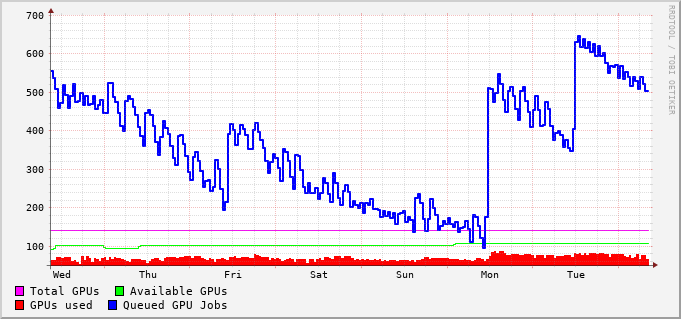 700
600
500
400
300
200
100
Wed Thu Fri Sat Sun Mon Tue
Total GPUs Available GPUs
GPUs used Queued GPU Jobs
RRDTOOL / TOBI OETIKER